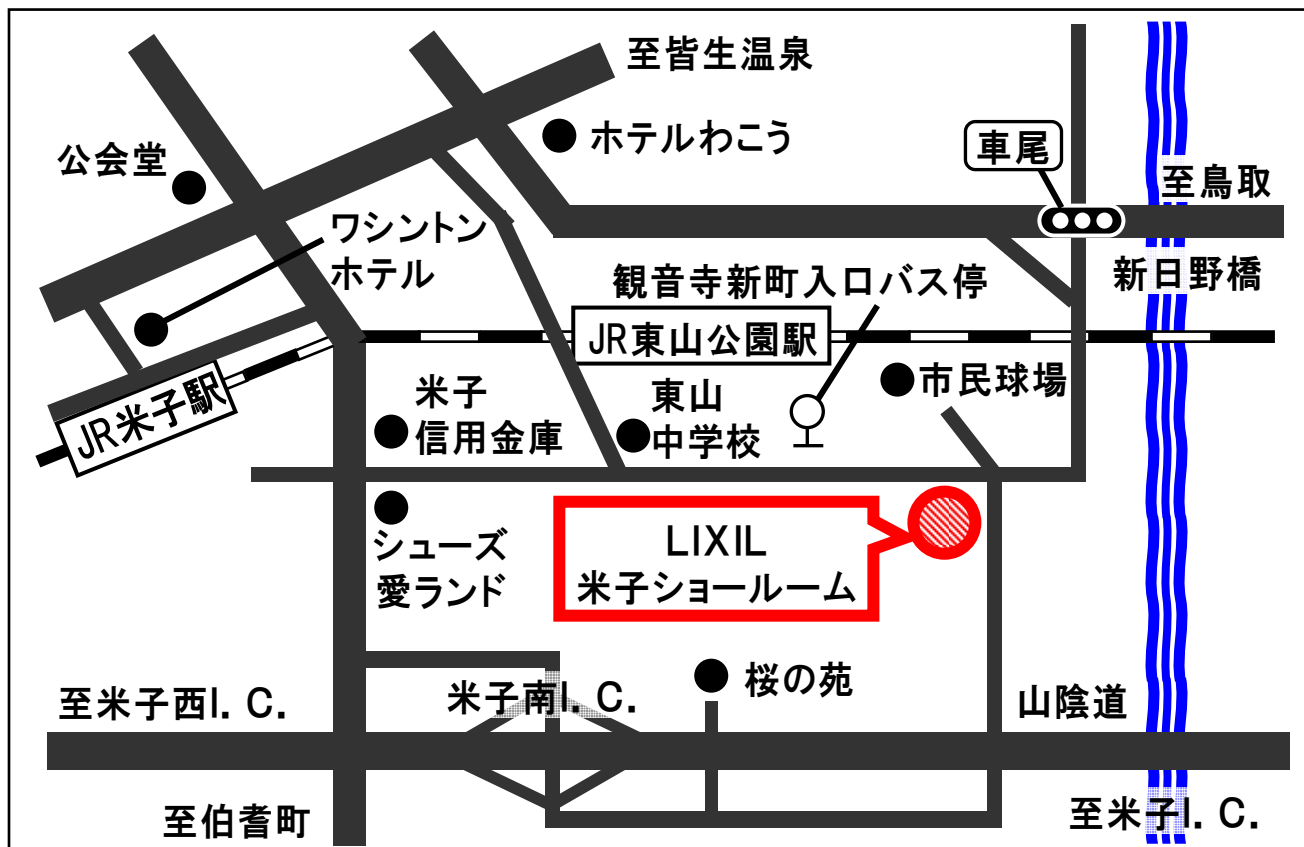 至皆生温泉
公会堂
ホテルわこう
車尾
至鳥取
ワシントン
ホテル
観音寺新町入口バス停
新日野橋
JR東山公園駅
JR米子駅
米子
信用金庫
東山
中学校
市民球場
シューズ
愛ランド
LIXIL
米子ショールーム
至米子西I. C.
米子南I. C.
桜の苑
山陰道
至伯耆町
至米子I. C.